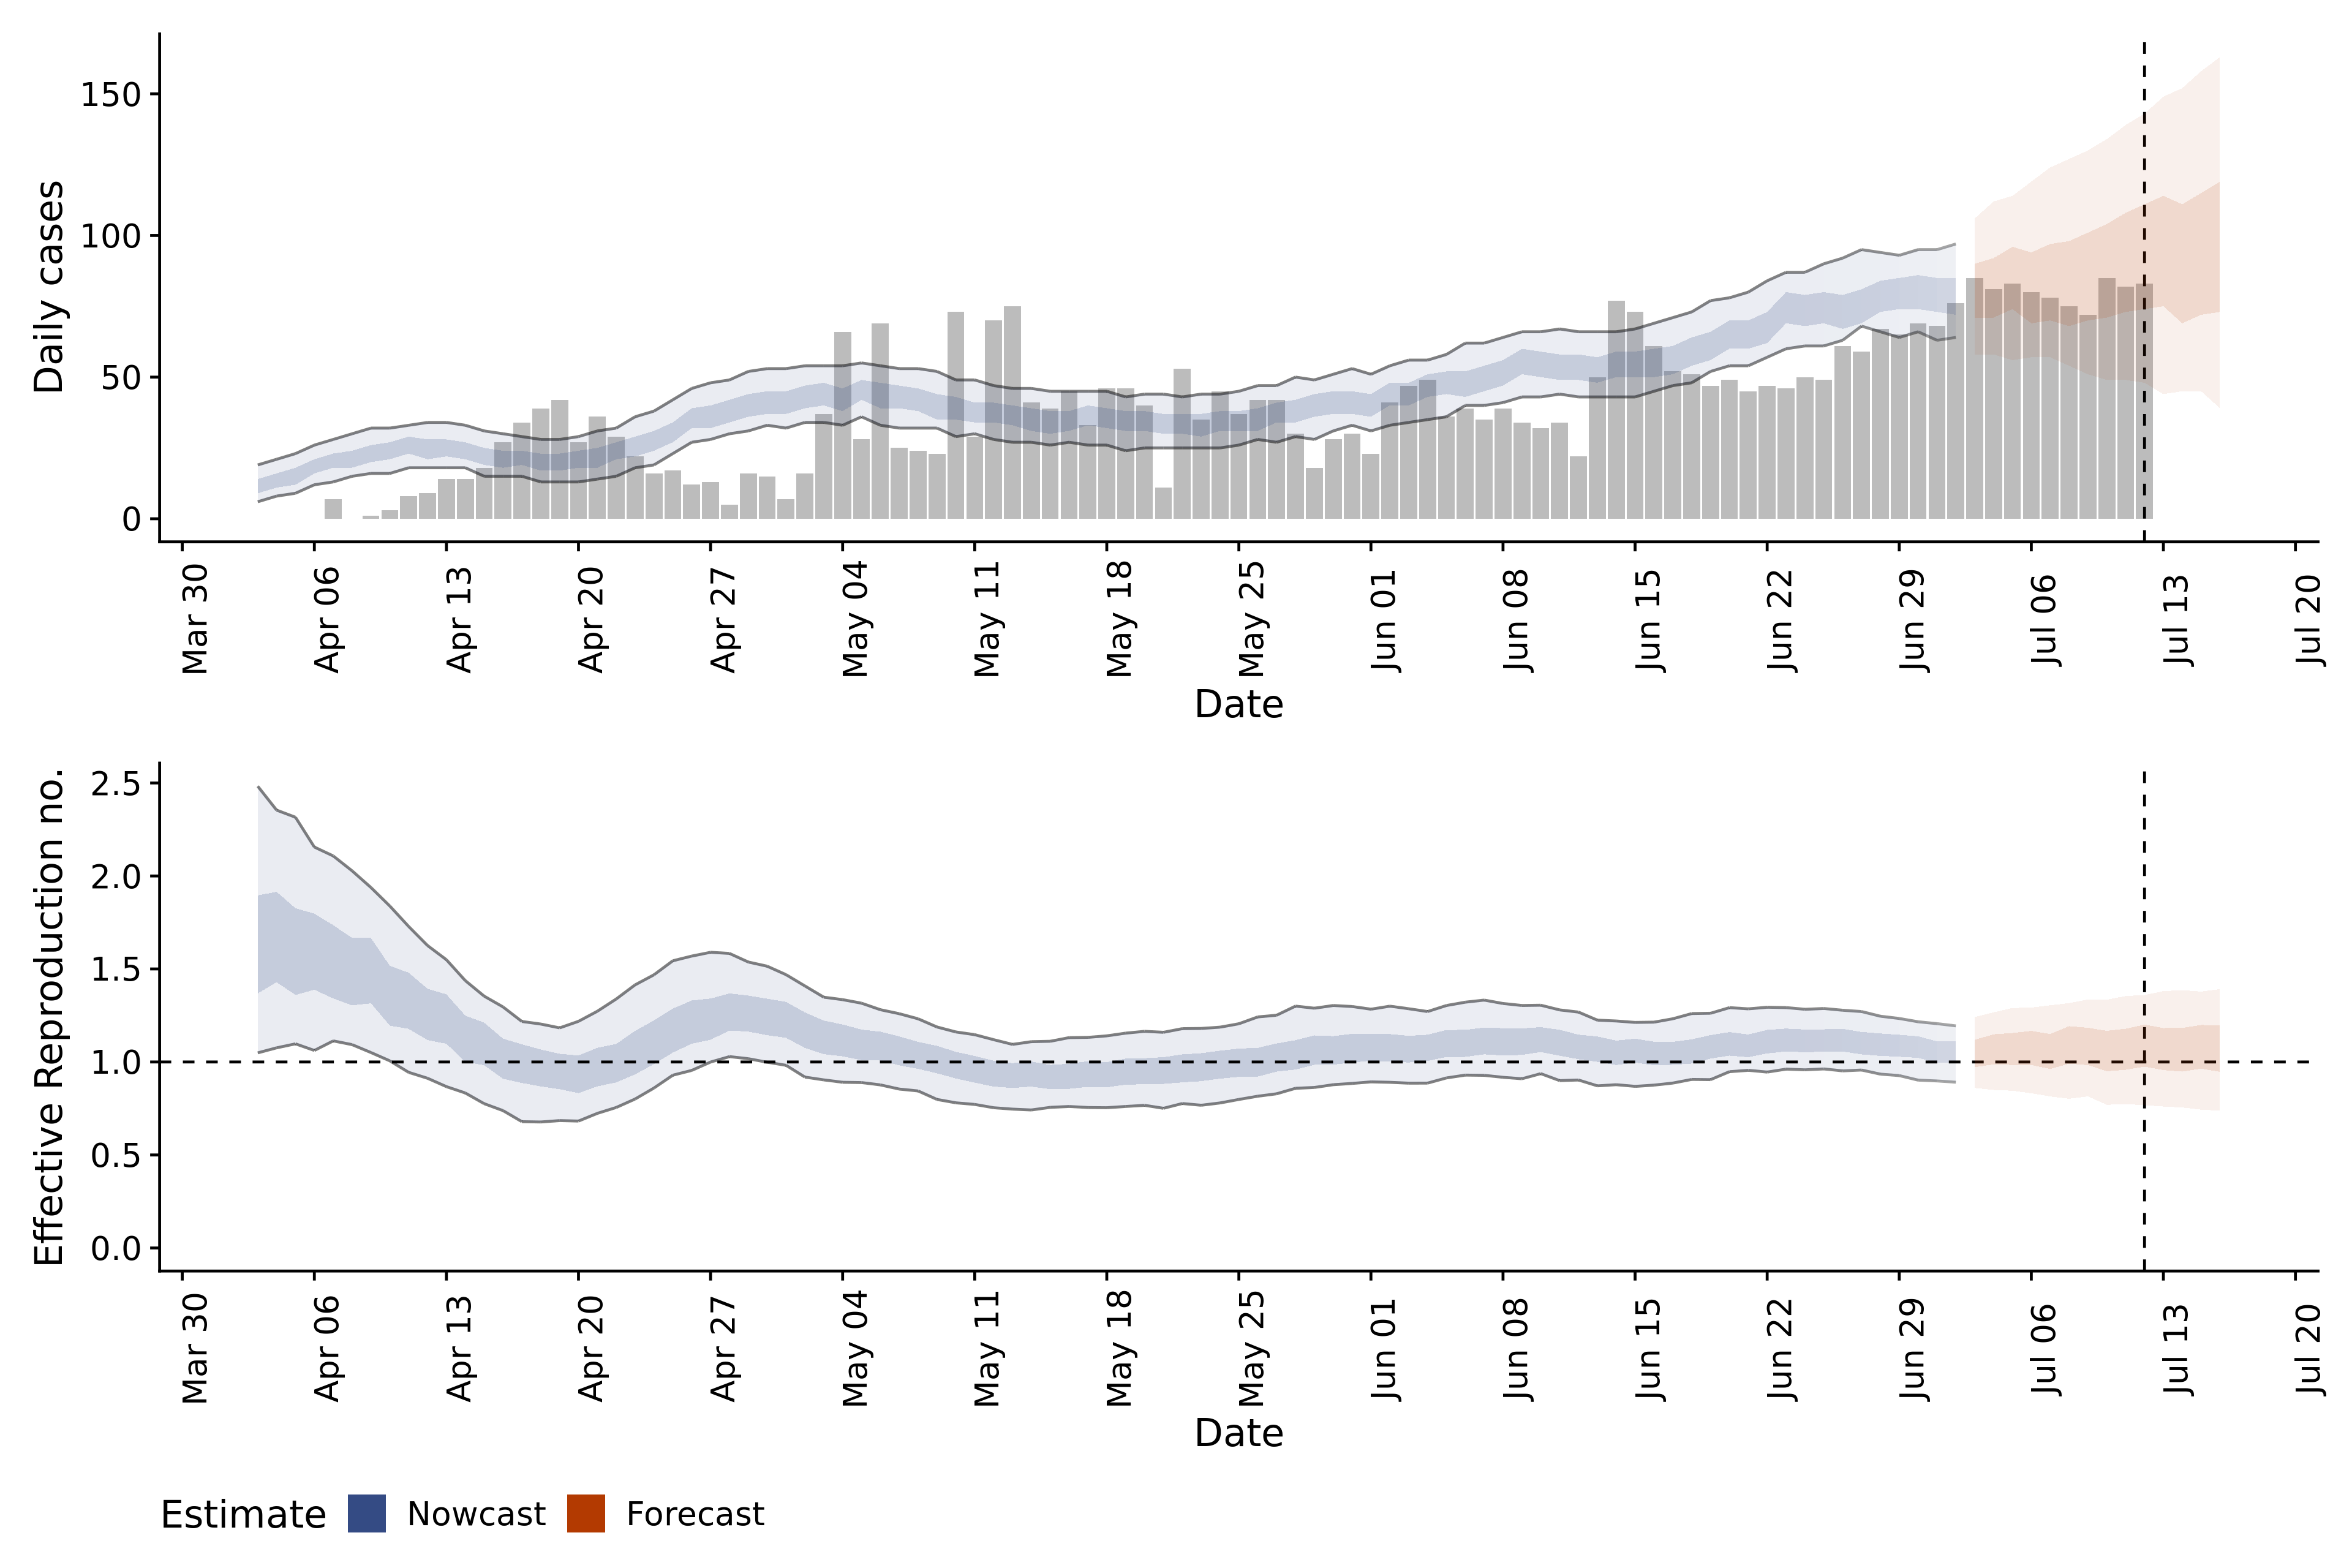 Daily cases
150
100
50
0
Mar 30
Apr 06
Apr 13
Apr 20
Apr 27
May 04
May 11
May 18
May 25
Jun 01
Jun 08
Jun 15
Jun 22
Jun 29
Jul 06
Jul 13
Jul 20
Date
Effective Reproduction no.
2.5
2.0
1.5
1.0
0.5
0.0
Mar 30
Apr 06
Apr 13
Apr 20
Apr 27
May 04
May 11
May 18
May 25
Jun 01
Jun 08
Jun 15
Jun 22
Jun 29
Jul 06
Jul 13
Jul 20
Date
Estimate Nowcast Forecast